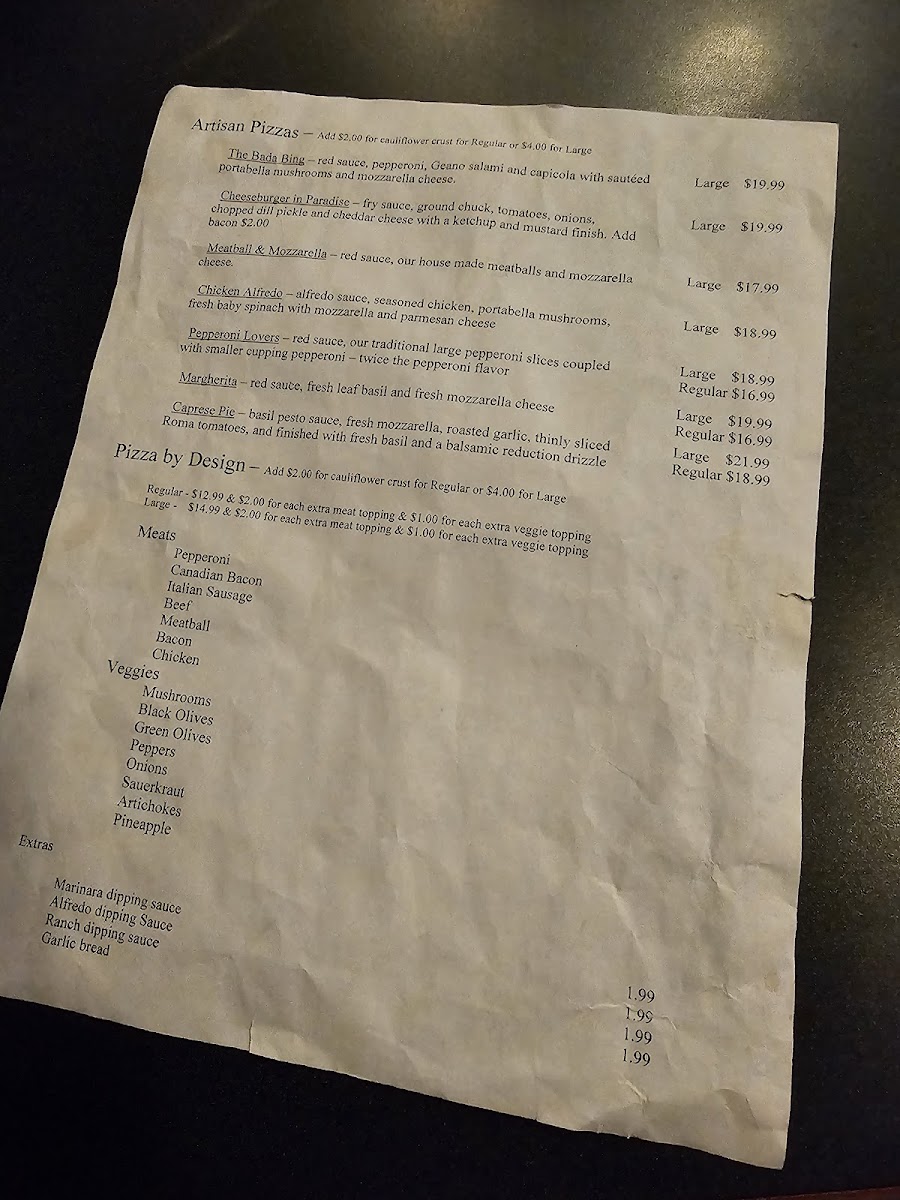 Artisan Pizzas – Add $2.00 for cauliflower crust for Regular or $4.00 for Large
The Bada Bing – red sauce, pepperoni, Geano salami and capicola with sautéed
portabella mushrooms and mozzarella cheese.
Large $19.99
Cheeseburger in Paradise – fry sauce, ground chuck, tomatoes, onions,
chopped dill pickle and cheddar cheese with a ketchup and mustard finish. Add
bacon $2.00
Large $19.99
Meatball & Mozzarella – red sauce, our house made meatballs and mozzarella
cheese.
Large $17.99
Chicken Alfredo – alfredo sauce, seasoned chicken, portabella mushrooms,
fresh baby spinach with mozzarella and parmesan cheese
Large $18.99
Pepperoni Lovers – red sauce, our traditional large pepperoni slices coupled
with smaller cupping pepperoni – twice the pepperoni flavor
Large $18.99
Regular $16.99
Margherita – red sauce, fresh leaf basil and fresh mozzarella cheese
Large $19.99
Regular $16.99
Caprese Pie – basil pesto sauce, fresh mozzarella, roasted garlic, thinly sliced
Roma tomatoes, and finished with fresh basil and a balsamic reduction drizzle
Large $21.99
Regular $18.99
Pizza by Design – Add $2.00 for cauliflower crust for Regular or $4.00 for Large
Regular - $12.99 & $2.00 for each extra meat topping & $1.00 for each extra veggie topping
Large - $14.99 & $2.00 for each extra meat topping & $1.00 for each extra veggie topping
Meats
Pepperoni
Canadian Bacon
Italian Sausage
Beef
Meatball
Bacon
Chicken
Veggies
Mushrooms
Black Olives
Green Olives
Peppers
Onions
Sauerkraut
Artichokes
Pineapple
Extras
Marinara dipping sauce
Alfredo dipping Sauce
Ranch dipping sauce
Garlic bread
1.99
1.99
1.99
1.99